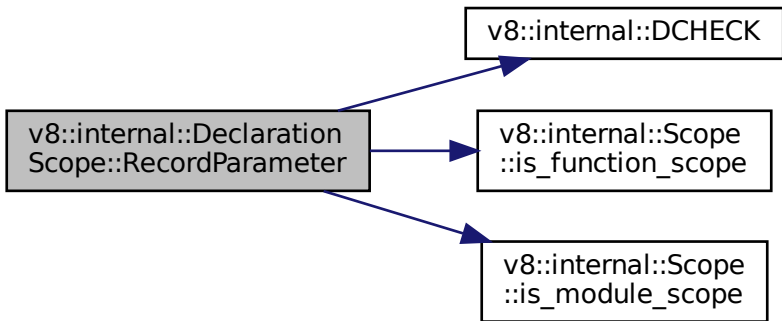 v8::internal::DCHECK
v8::internal::Declaration
Scope::RecordParameter
v8::internal::Scope
::is_function_scope
v8::internal::Scope
::is_module_scope